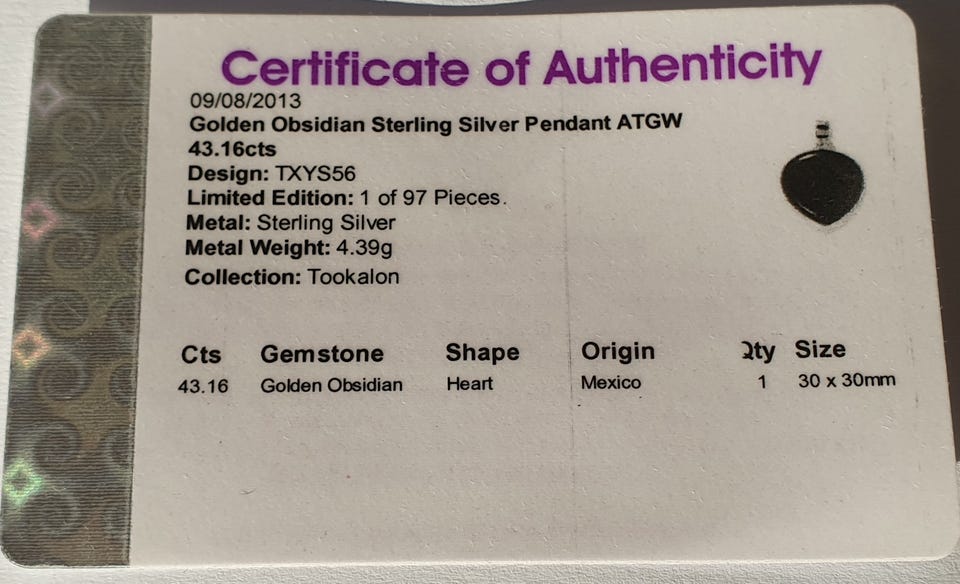 Certificate of Authenticity
09/08/2013
Golden Obsidian Sterling Silver Pendant ATGW
43.16cts
Design: TXYS56
Limited Edition: 1 of 97 Pieces.
Metal: Sterling Silver
Metal Weight: 4.39g
Collection: Tookalon
Cts Gemstone Shape Origin Qty Size
43.16 Golden Obsidian Heart Mexico 1 30 x 30mm